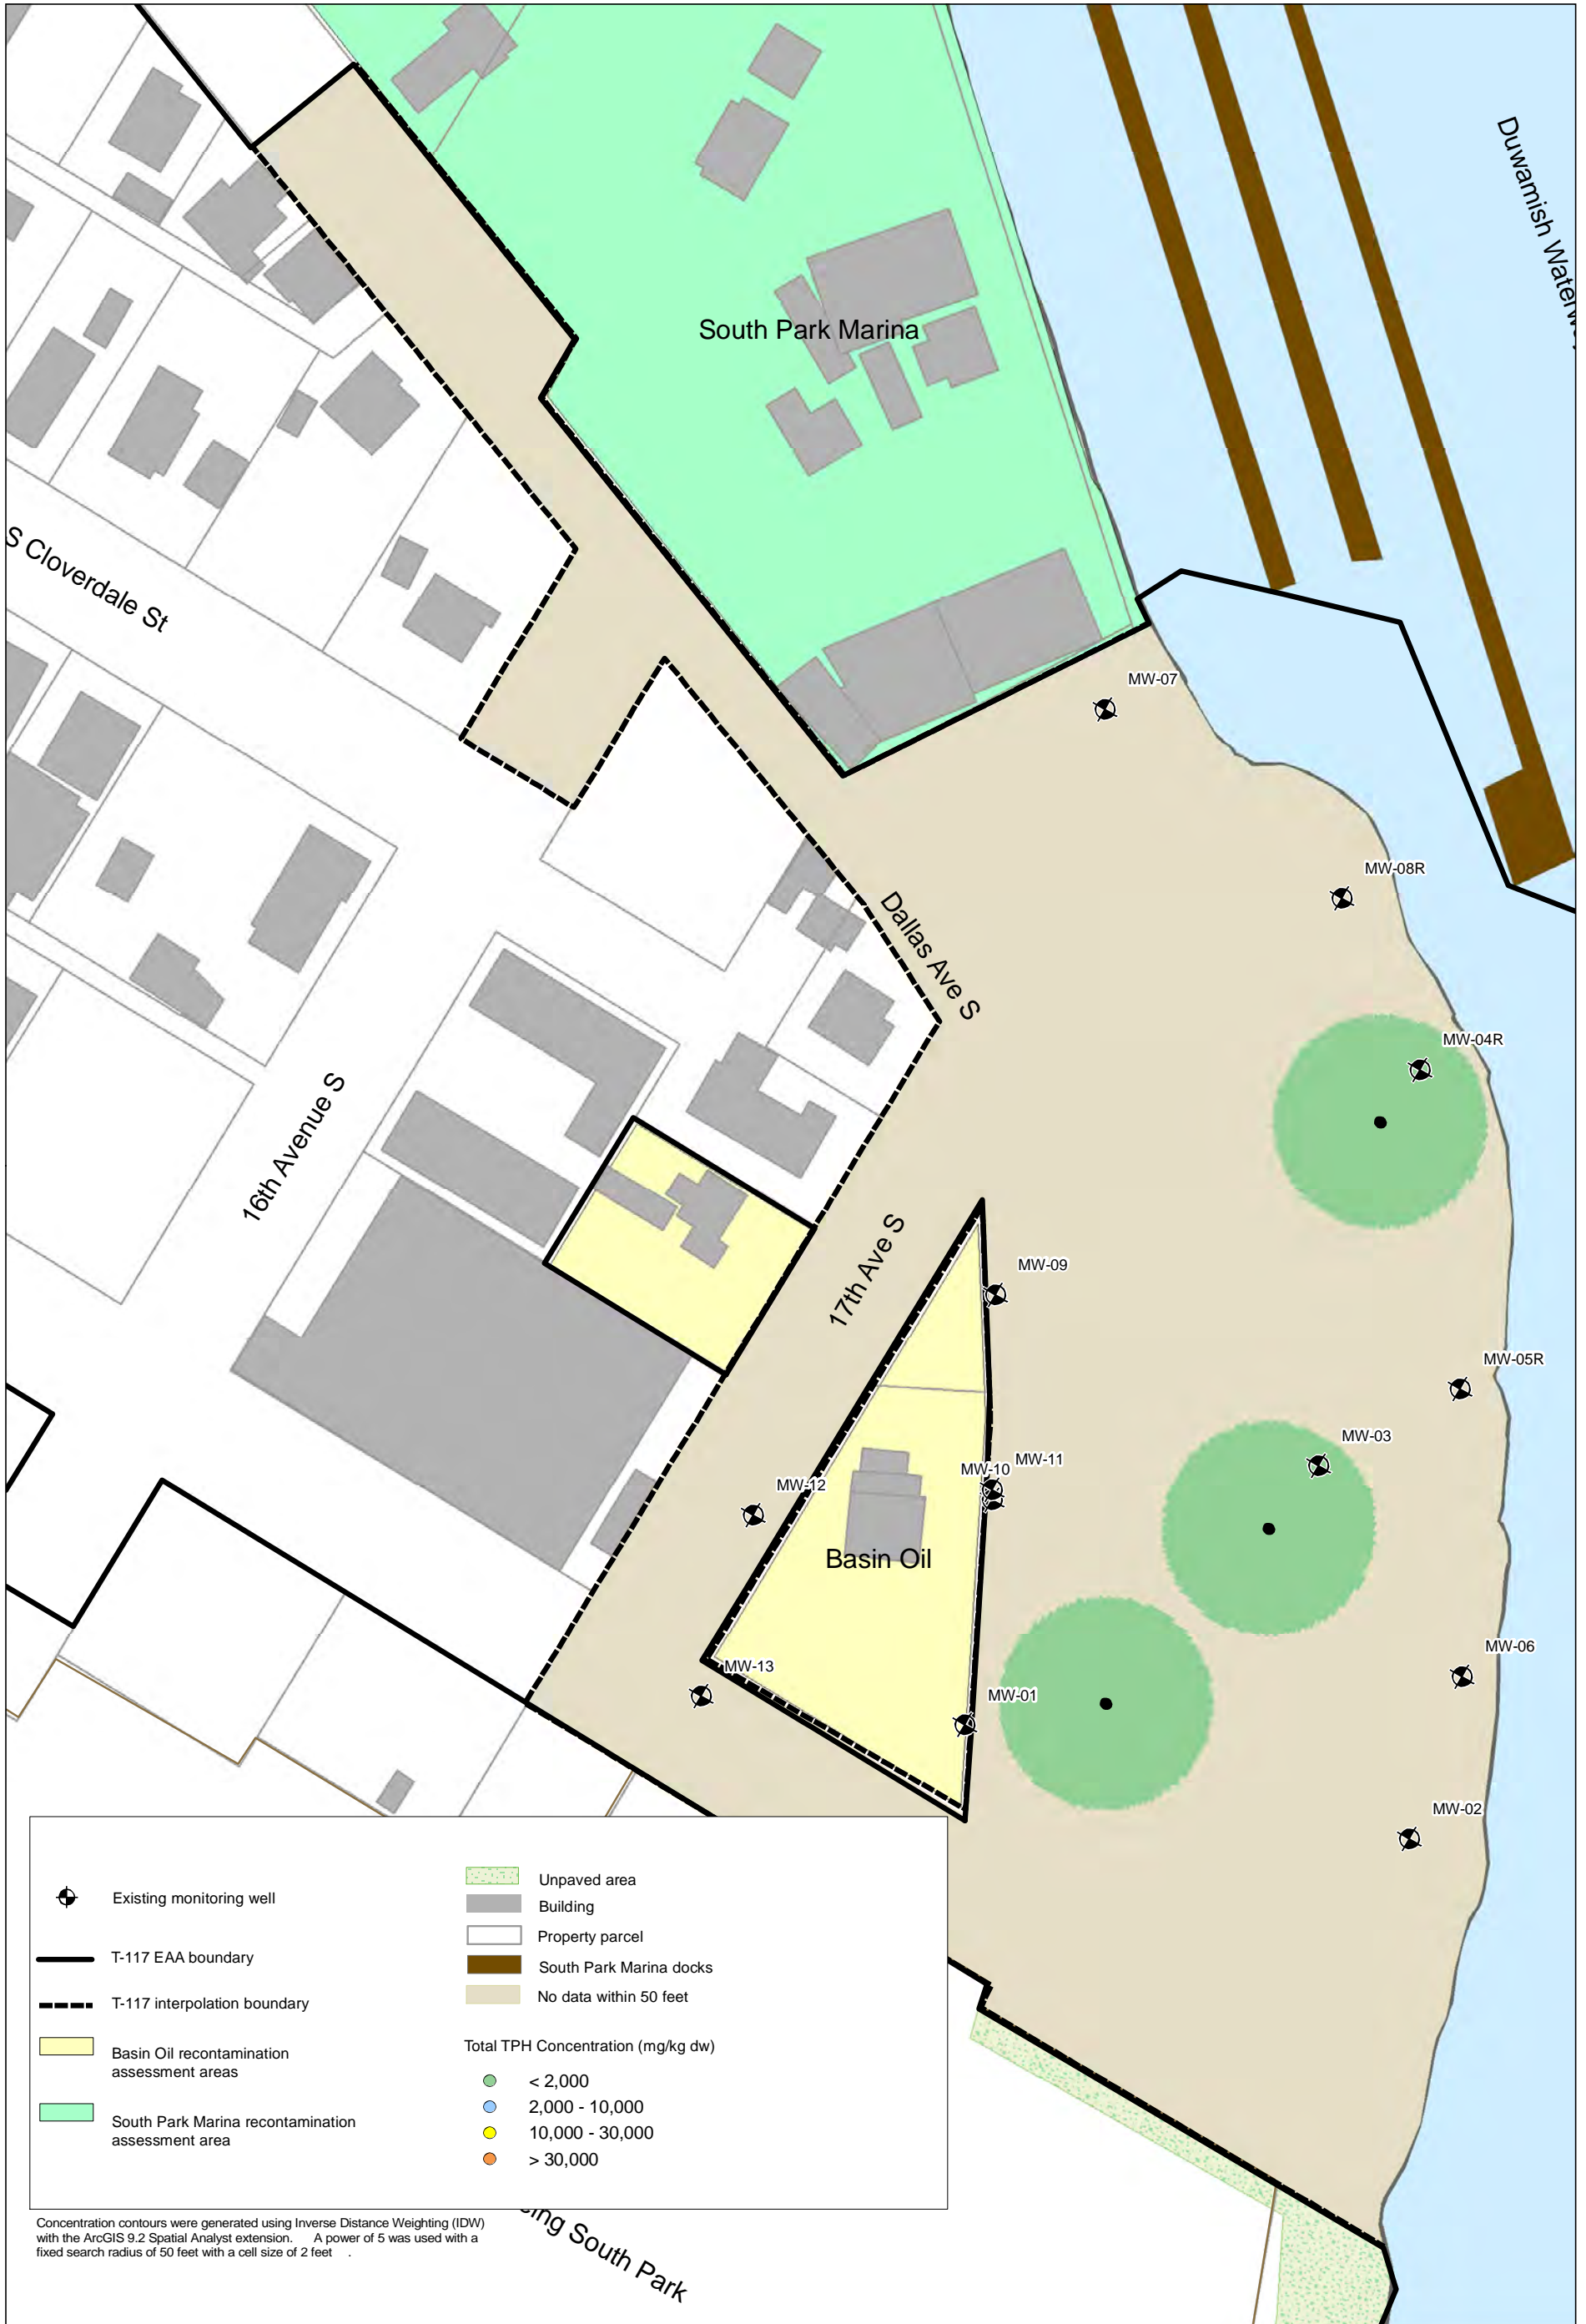 Duwamish
South Park Marina
S Cloverdale St
MW-07
MW-08R
Dallas Ave S
MW-04R
16th Avenue S
17th Ave S
MW-09
MW-05R
MW-03
MW-11
MW-10
MW-12
Basin Oil
MW-06
MW-13
MW-01
MW-02
Existing monitoring well
T-117 EAA boundary
T-117 interpolation boundary
Basin Oil recontamination
assessment areas
South Park Marina recontamination
assessment area
Unpaved area
Building
Property parcel
South Park Marina docks
No data within 50 feet
Total TPH Concentration (mg/kg dw)
< 2,000
2,000 - 10,000
10,000 - 30,000
> 30,000
South Park
Concentration contours were generated using Inverse Distance Weighting (IDW)
with the ArcGIS 9.2 Spatial Analyst extension. A power of 5 was used with a
fixed search radius of 50 feet with a cell size of 2 feet .